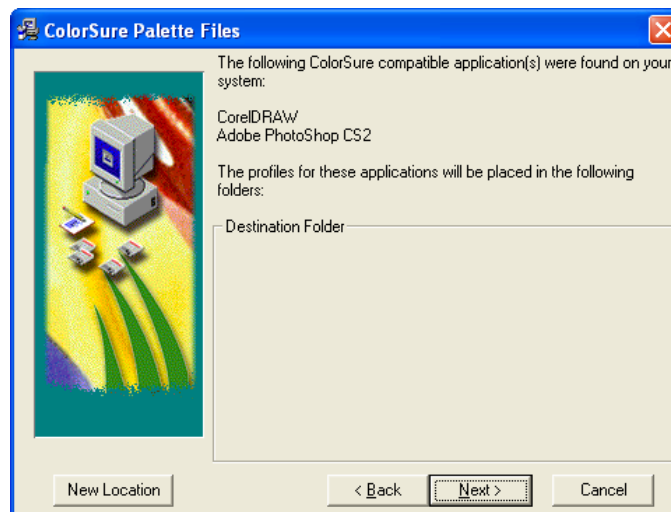 ColorSure Palette Files
The following ColorSure compatible application(s) were found on your
system:
CorelDRAW
Adobe PhotoShop CS2
The profiles for these applications will be placed in the following
folders:
Destination Folder
New Location
< Back
Next >
Cancel